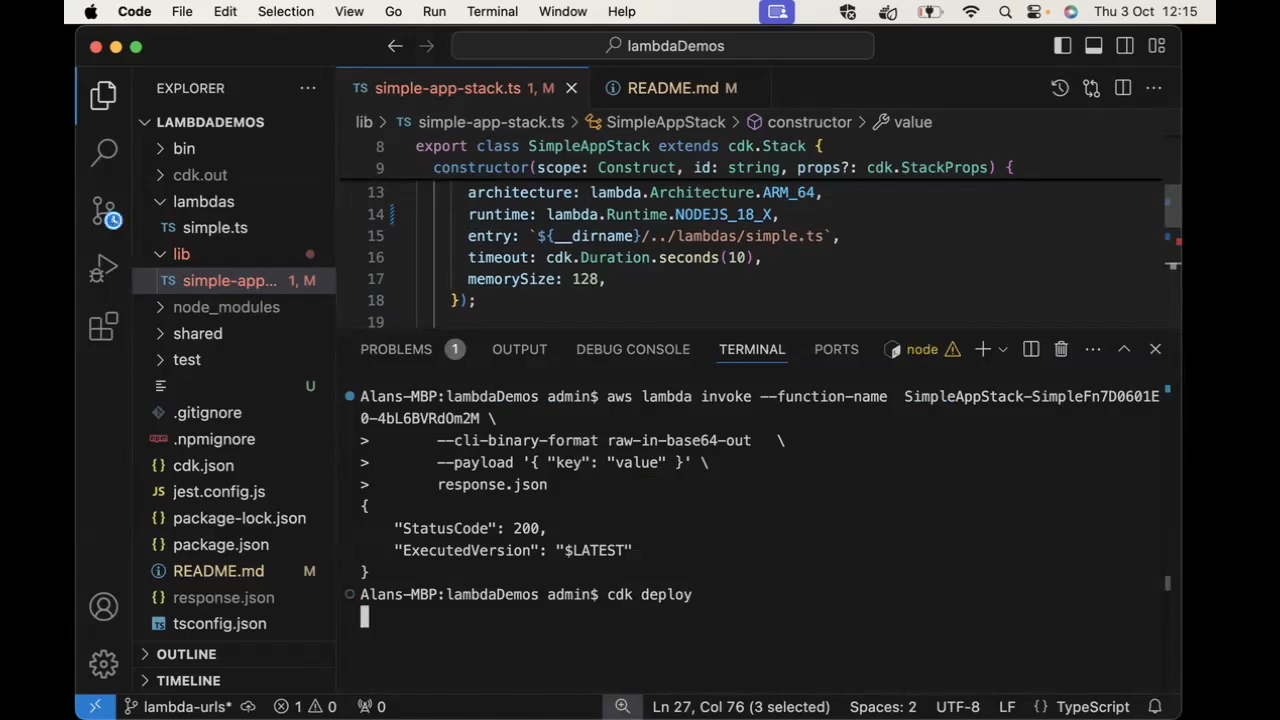 Code File Edit Selection View Go Run Terminal Window Help Thu 3 Oct 12:15
lambdaDemos
EXPLORER
LAMBDADEMOS
bin
cdk.out
lambdas
TS simple.ts
lib
TS simple-app... 1, M
node_modules
shared
test
U
.gitignore
.npmignore
{} cdk.json
JS jest.config.js
{} package-lock.json
{} package.json
README.md M
{} response.json
tsconfig.json
OUTLINE
TIMELINE
TS simple-app-stack.ts 1, M README.md M
lib > TS simple-app-stack.ts > SimpleAppStack > constructor > value
8 export class SimpleAppStack extends cdk.Stack {
9 constructor(scope: Construct, id: string, props?: cdk.StackProps) {
13 architecture: lambda.Architecture.ARM_64,
14 runtime: lambda.Runtime.NODEJS_18_X,
15 entry: `${__dirname}/../lambdas/simple.ts`,
16 timeout: cdk.Duration.seconds(10),
17 memorySize: 128,
18 });
19
PROBLEMS 1 OUTPUT DEBUG CONSOLE TERMINAL PORTS node
Alans-MBP:lambdaDemos admin$ aws lambda invoke --function-name SimpleAppStack-SimpleFn7D0601E
0-4bL6BVRdOm2M \
> --cli-binary-format raw-in-base64-out \
> --payload '{ "key": "value" }' \
> response.json
{
"StatusCode": 200,
"ExecutedVersion": "$LATEST"
}
Alans-MBP:lambdaDemos admin$ cdk deploy
lambda-urls* 1 0 0 Ln 27, Col 76 (3 selected) Spaces: 2 UTF-8 LF {} TypeScript